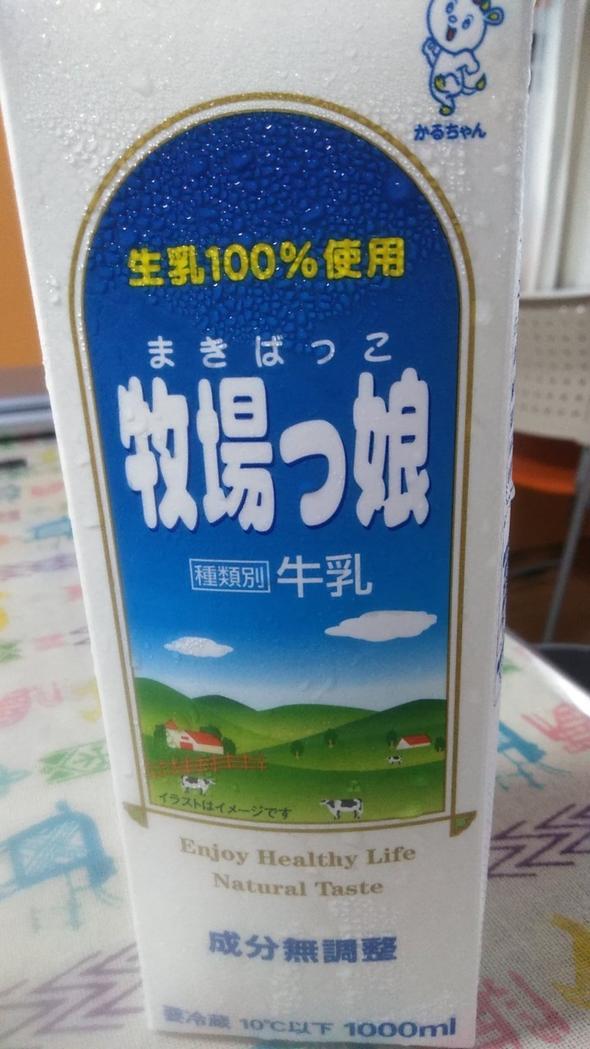 かるちゃん
生乳100%使用
まきばっこ
牧場っ娘
種類別 牛乳
イラストはイメージです
Enjoy Healthy Life
Natural Taste
成分無調整
要冷蔵 10℃以下 1000ml